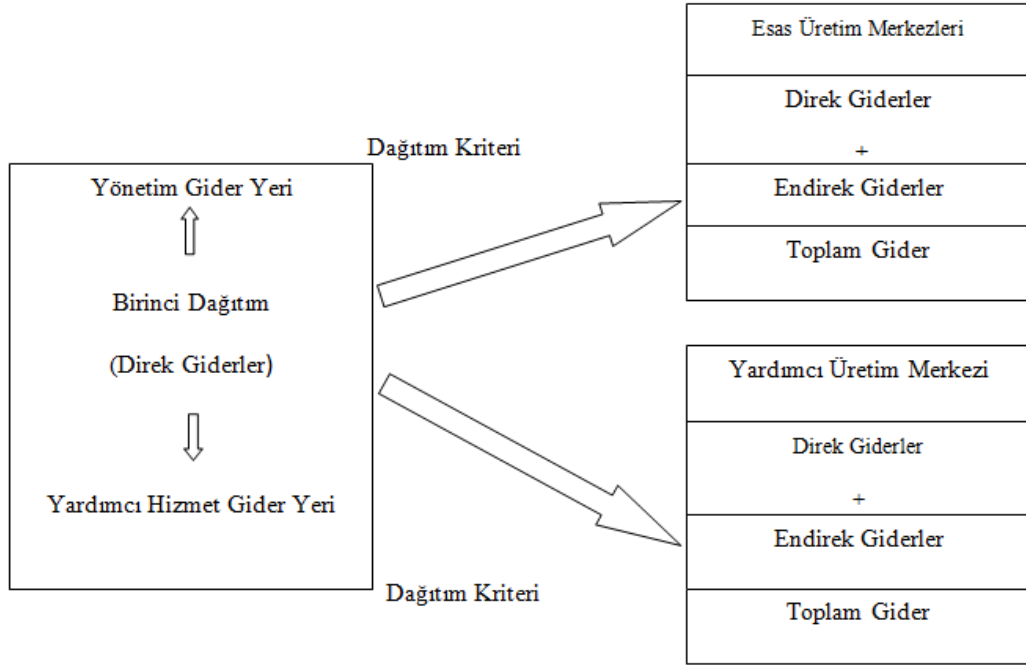 Dağıtım Kriteri
Yönetim Gider Yeri
Birinci Dağıtım
(Direk Giderler)
Yardımcı Hizmet Gider Yeri
Dağıtım Kriteri
Esas Üretim Merkezleri
Direk Giderler
+
Endirek Giderler
Toplam Gider
Yardımcı Üretim Merkezi
Direk Giderler
+
Endirek Giderler
Toplam Gider